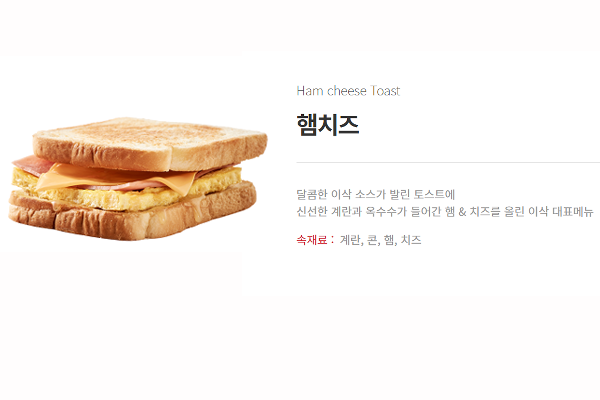 Ham cheese Toast
햄치즈
달콤한 이삭 소스가 발린 토스트에
신선한 계란과 옥수수가 들어간 햄 & 치즈를 올린 이삭 대표메뉴
속재료 : 계란, 콘, 햄, 치즈